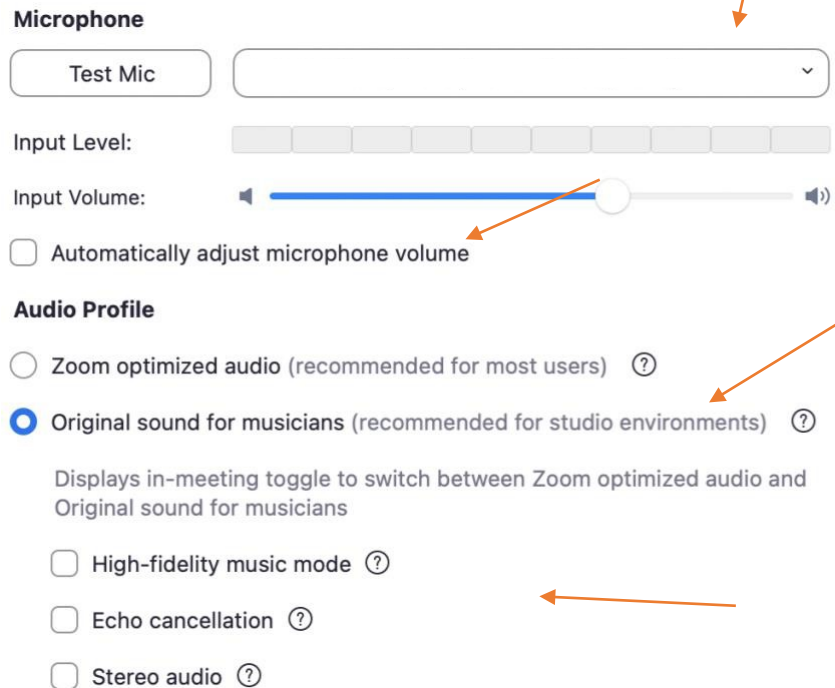 Microphone
Test Mic
Input Level:
Input Volume:
Automatically adjust microphone volume
Audio Profile
Zoom optimized audio (recommended for most users) ?
Original sound for musicians (recommended for studio environments) ?
Displays in-meeting toggle to switch between Zoom optimized audio and
Original sound for musicians
High-fidelity music mode ?
Echo cancellation ?
Stereo audio ?